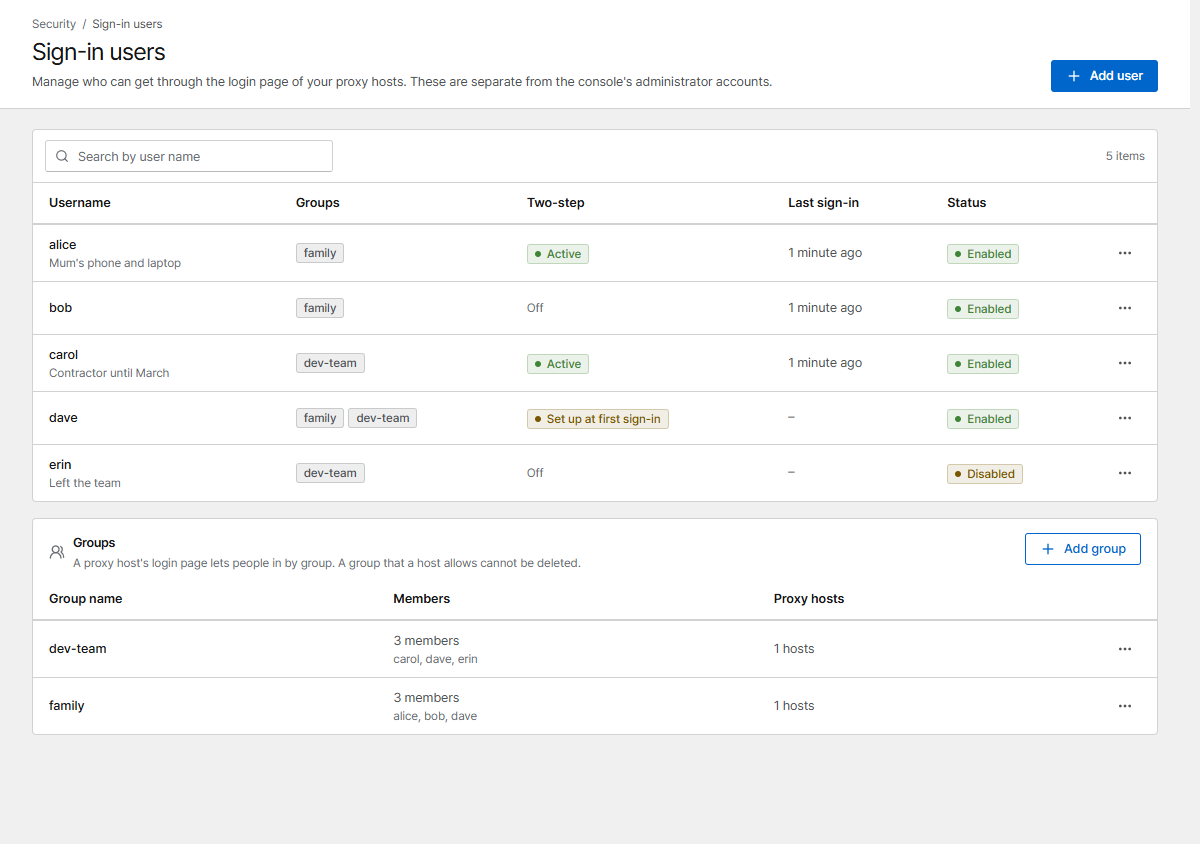 Security / Sign-in users
Sign-in users
Manage who can get through the login page of your proxy hosts. These are separate from the console's administrator accounts.
Add user
Search by user name
5 items
Username Groups Two-step Last sign-in Status
alice family Active 1 minute ago Enabled
Mum's phone and laptop
bob family Off 1 minute ago Enabled
carol dev-team Active 1 minute ago Enabled
Contractor until March
dave family dev-team Set up at first sign-in – Enabled
erin dev-team Off – Disabled
Left the team
Groups
A proxy host's login page lets people in by group. A group that a host allows cannot be deleted.
Add group
Group name Members Proxy hosts
dev-team 3 members 1 hosts
carol, dave, erin
family 3 members 1 hosts
alice, bob, dave